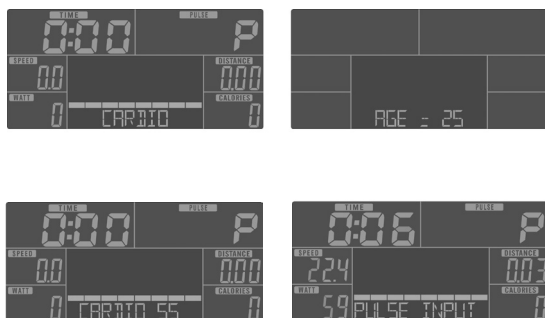 TIME PULSE
0:00 P
SPEED DISTANCE
0.0 0.00
WATT CALORIES
0 CARDIO 0
AGE = 25
TIME PULSE
0:00 P
SPEED DISTANCE
0.0 0.00
WATT CALORIES
0 CARDIO 55 0
TIME PULSE
0:06 P
SPEED DISTANCE
22.4 0.03
WATT CALORIES
59 PULSE INPUT 0